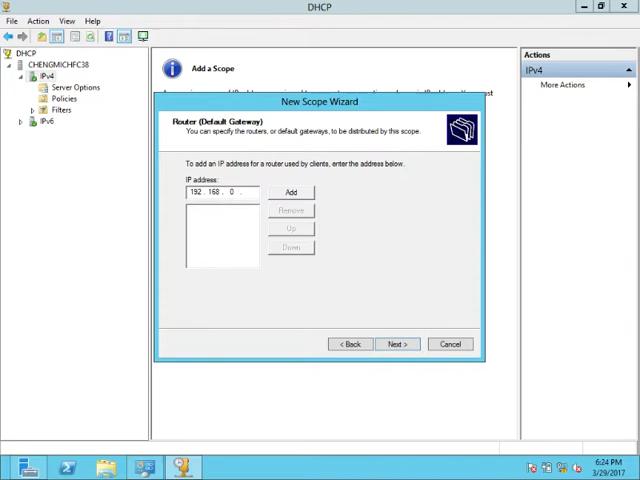 DHCP
File Action View Help
DHCP
CHENGMICHFC38
IPv4
Server Options
Policies
Filters
IPv6
Add a Scope
New Scope Wizard
Router (Default Gateway)
You can specify the routers, or default gateways, to be distributed by this scope.
To add an IP address for a router used by clients, enter the address below.
IP address:
192 . 168 . 0 .
Add
Remove
Up
Down
< Back
Next >
Cancel
Actions
IPv4
More Actions
6:24 PM
3/29/2017